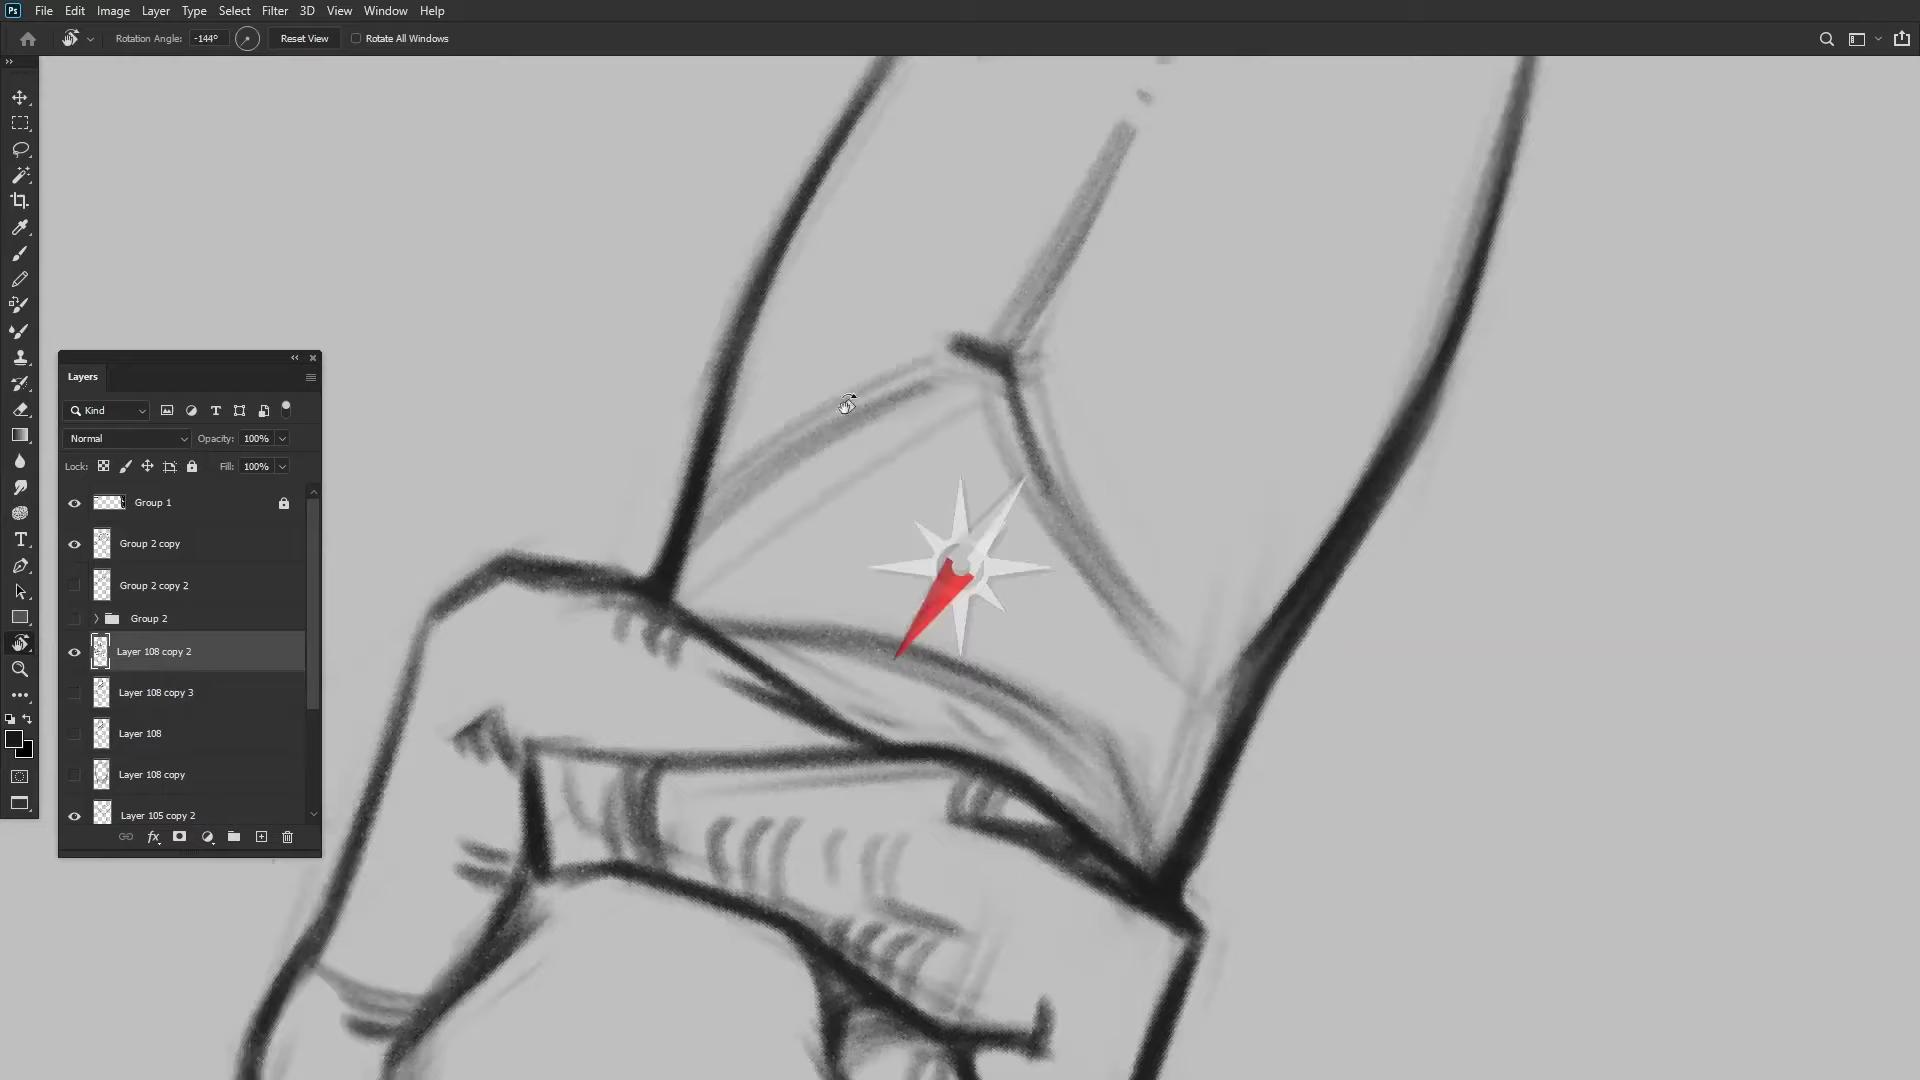 Ps File Edit Image Layer Type Select Filter 3D View Window Help
Rotation Angle: -144° Reset View Rotate All Windows
Layers
Kind
Normal Opacity: 100%
Lock: Fill: 100%
Group 1
Group 2 copy
Group 2 copy 2
Group 2
Layer 108 copy 2
Layer 108 copy 3
Layer 108
Layer 108 copy
Layer 105 copy 2
fx